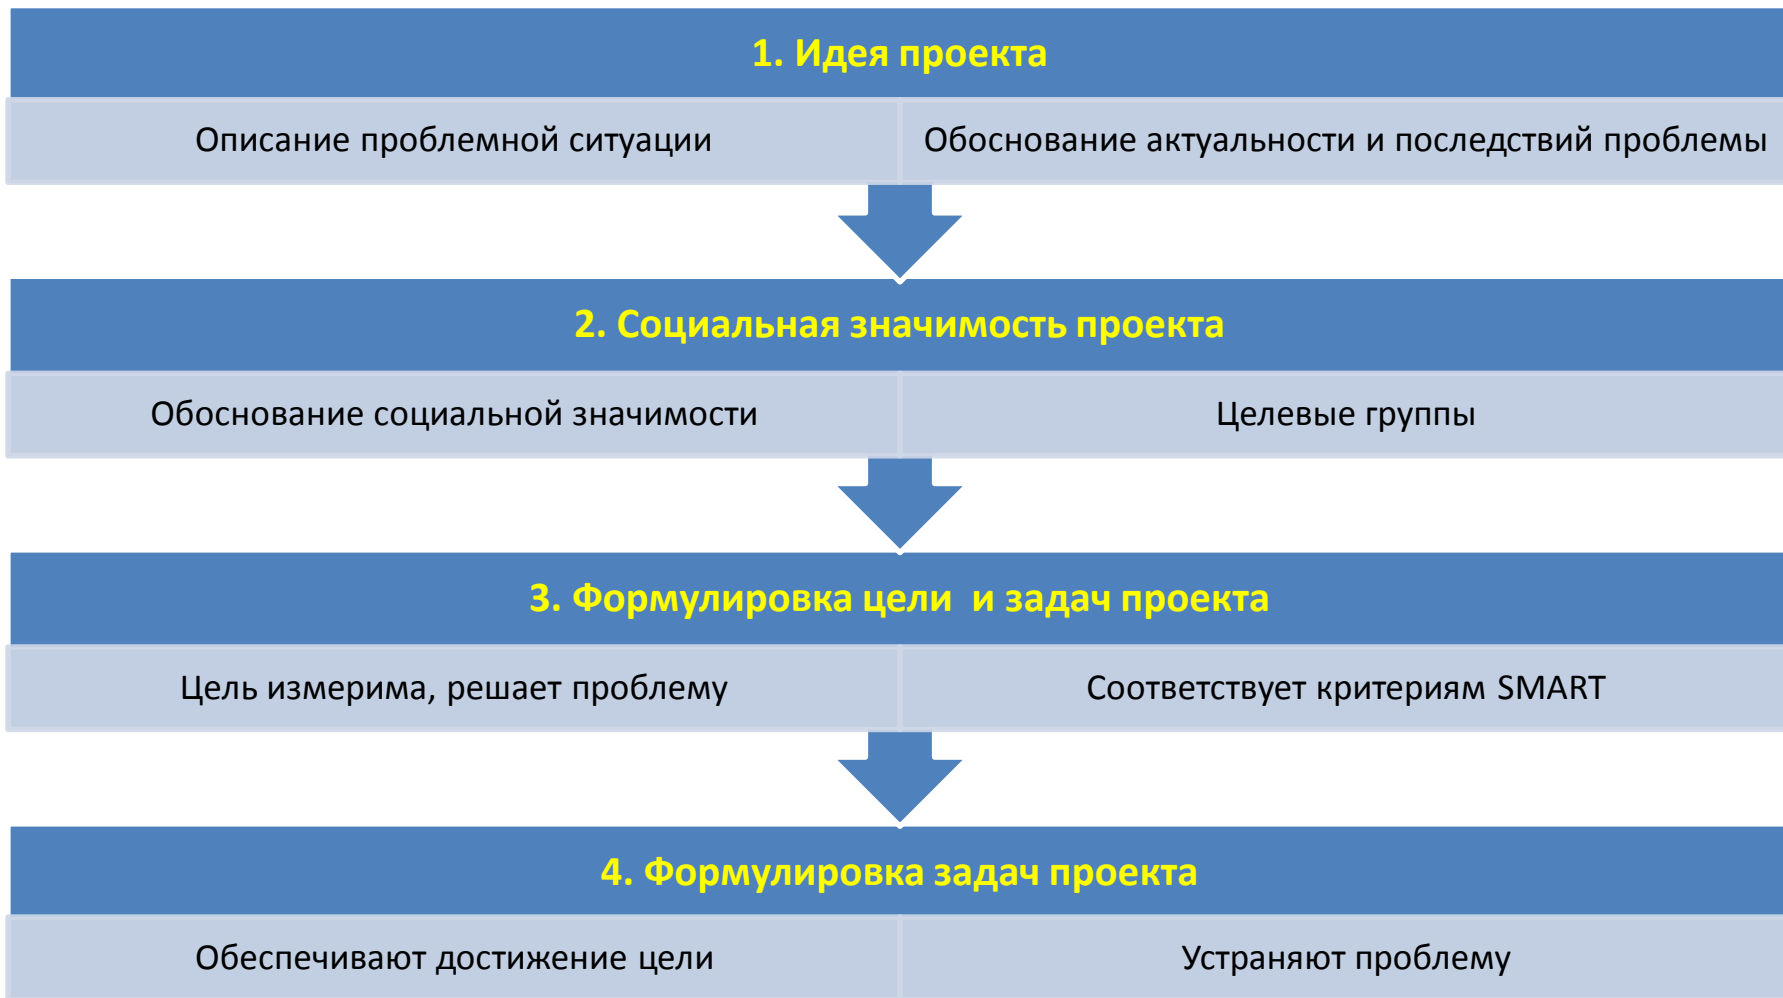 1. Идея проекта
Описание проблемной ситуации
Обоснование актуальности и последствий проблемы
2. Социальная значимость проекта
Обоснование социальной значимости
Целевые группы
3. Формулировка цели  и задач проекта
Цель измерима, решает проблему
Соответствует критериям SMART
4. Формулировка задач проекта
Обеспечивают достижение цели
Устраняют проблему